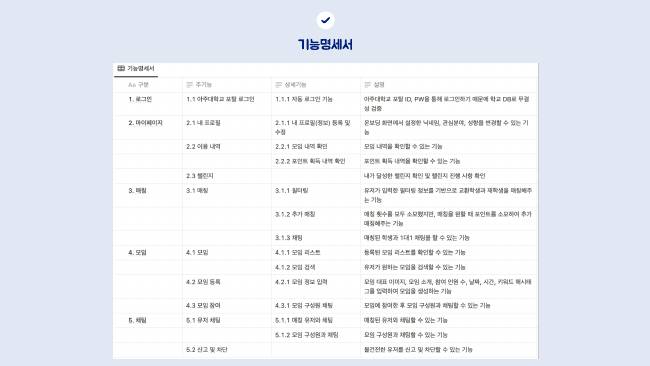 기능명세서
기능명세서
Aa 구분 주기능 상세기능 설명
1. 로그인 1.1 아주대학교 포탈 로그인 1.1.1 자동 로그인 기능 아주대학교 포탈 ID, PW을 통해 로그인하기 때문에 학교 DB로 무결
성 검증
2. 마이페이지 2.1 내 프로필 2.1.1 내 프로필(정보) 등록 및 온보딩 화면에서 설정한 닉네임, 관심분야, 성향을 변경할 수 있는 기
수정 능
2.2 이용 내역 2.2.1 모임 내역 확인 모임 내역을 확인할 수 있는 기능
2.2.2 포인트 획득 내역 확인 포인트 획득 내역을 확인할 수 있는 기능
2.3 챌린지 내가 달성한 챌린지 확인 및 챌린지 진행 사항 확인
3. 매칭 3.1 매칭 3.1.1 필터링 유저가 입력한 필터링 정보를 기반으로 교환학생과 재학생을 매칭해주
는 기능
3.1.2 추가 매칭 매칭 횟수를 모두 소모했지만, 매칭을 원할 때 포인트를 소모하여 추가
매칭해주는 기능
3.1.3 채팅 매칭된 학생과 1대1 채팅을 할 수 있는 기능
4. 모임 4.1 모임 4.1.1 모임 리스트 등록된 모임 리스트를 확인할 수 있는 기능
4.1.2 모임 검색 유저가 원하는 모임을 검색할 수 있는 기능
4.2 모임 등록 4.2.1 모임 정보 입력 모임 대표 이미지, 모임 소개, 참여 인원 수, 날짜, 시간, 키워드 해시태
그를 입력하여 모임을 생성하는 기능
4.3 모임 참여 4.3.1 모임 구성원 채팅 모임에 참여한 후 모임 구성원과 채팅할 수 있는 기능
5. 채팅 5.1 유저 채팅 5.1.1 매칭 유저와 채팅 매칭된 유저와 채팅할 수 있는 기능
5.1.2 모임 구성원과 채팅 모임 구성원과 채팅할 수 있는 기능
5.2 신고 및 차단 불건전한 유저를 신고 및 차단할 수 있는 기능